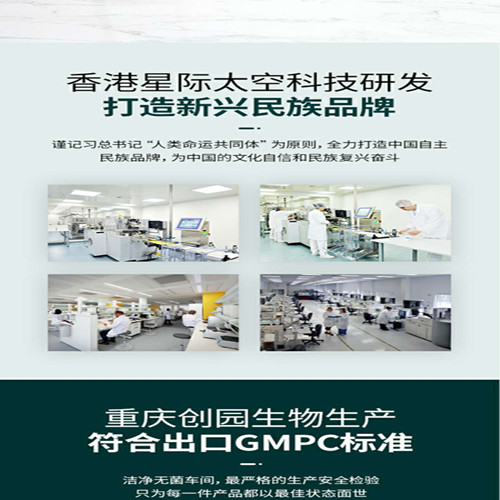 香港星际太空科技研发
打造新兴民族品牌
谨记习总书记“人类命运共同体”为原则，全力打造中国自主
民族品牌，为中国的文化自信和民族复兴奋斗
重庆创园生物生产
符合出口GMPC标准
洁净无菌车间，最严格的生产安全检验
只为每一件产品都以最佳状态面世